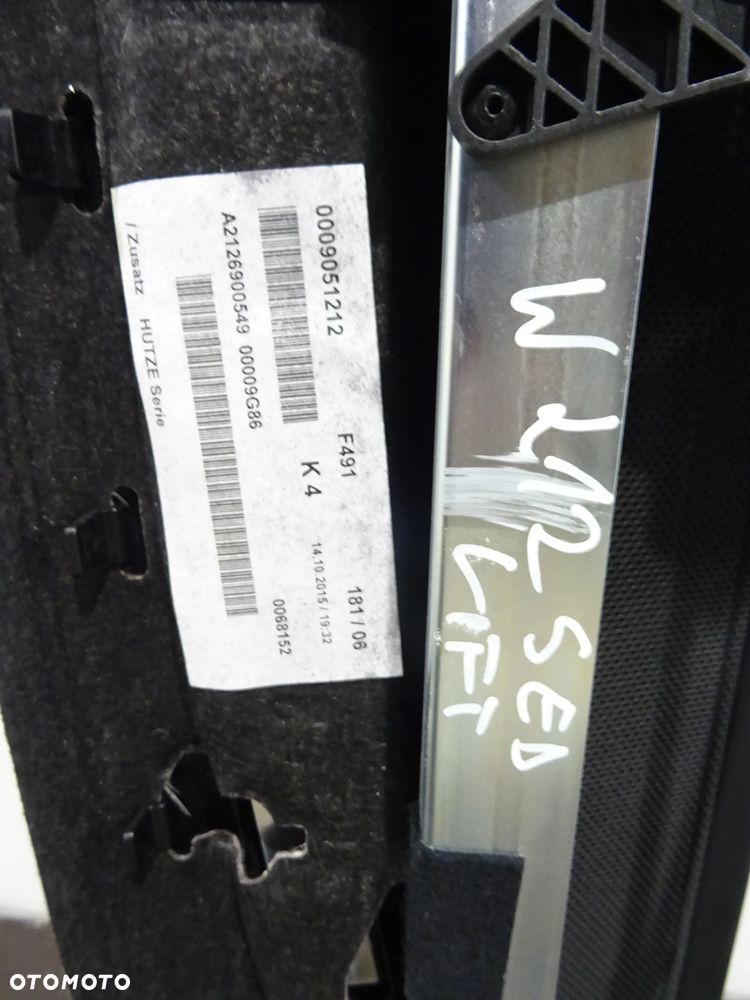 0009051212 F491 181 / 06
K 4 14.10.2015 / 19:32
A2126900549 00009G86 0068152
/ Zusatz HUTZE Serie
W212 SED
LIFT
OTOMOTO